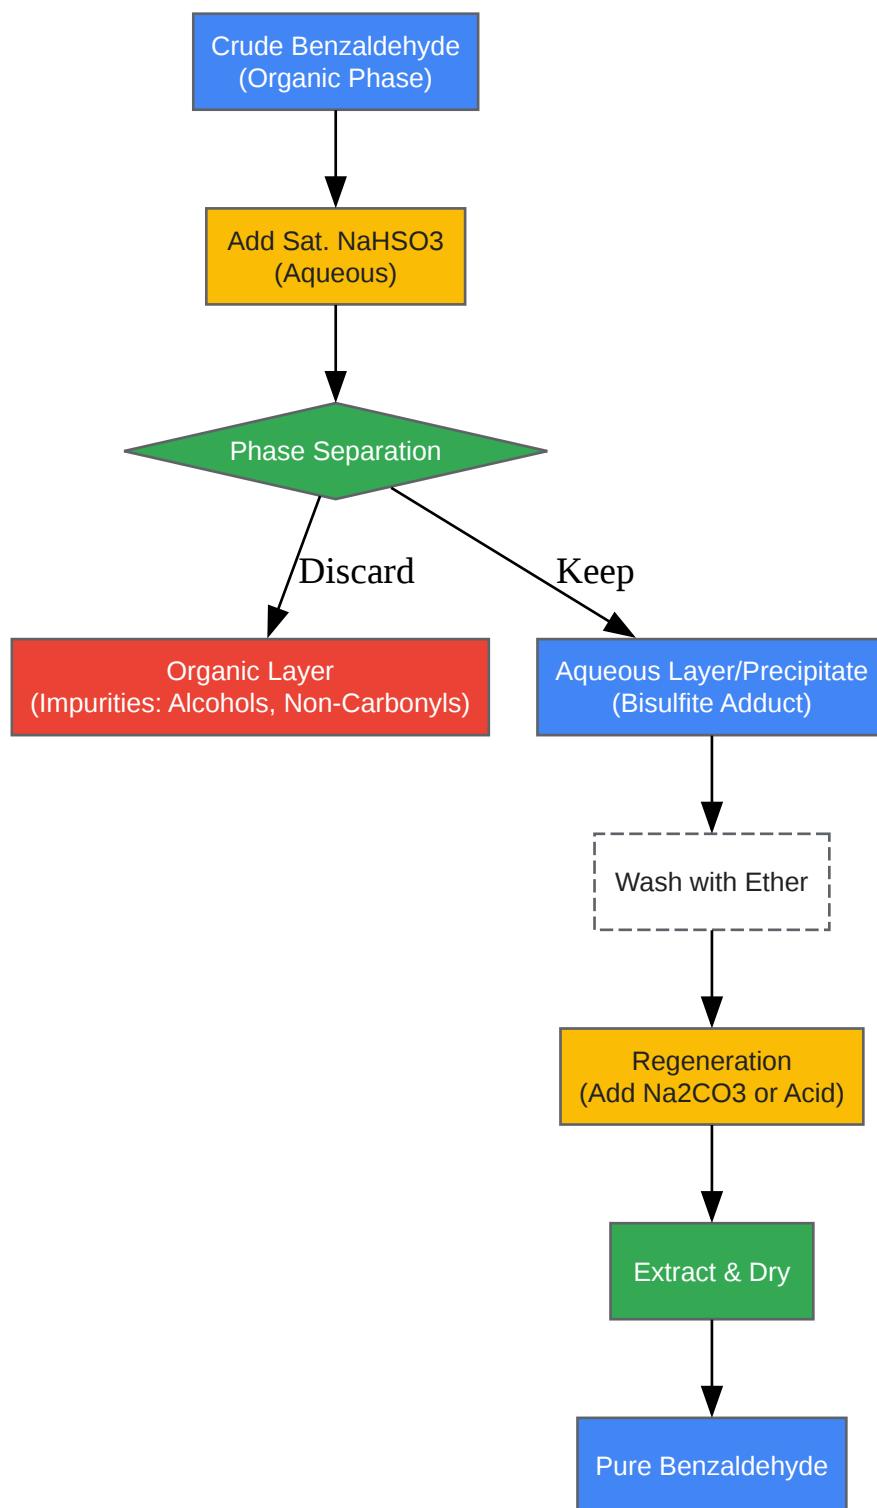 Crude Benzaldehyde
(Organic Phase)
Add Sat. NaHSO3
(Aqueous)
Phase Separation
Discard
Keep
Organic Layer
(Impurities: Alcohols, Non-Carbonyls)
Aqueous Layer/Precipitate
(Bisulfite Adduct)
Wash with Ether
Regeneration
(Add Na2CO3 or Acid)
Extract & Dry
Pure Benzaldehyde